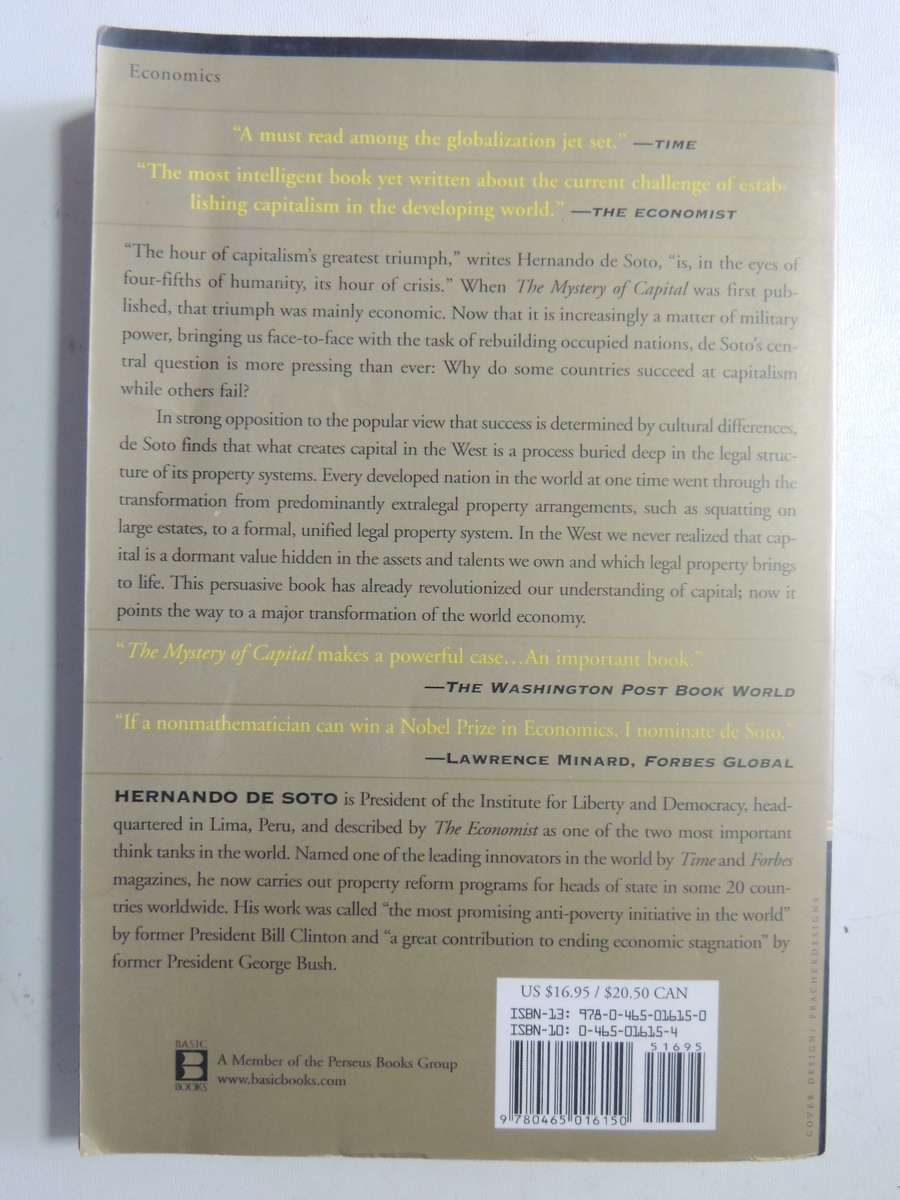 Economics
“A must read among the globalization jet set.” —TIME
“The most intelligent book yet written about the current challenge of estab-
lishing capitalism in the developing world.” —THE ECONOMIST
“The hour of capitalism’s greatest triumph,” writes Hernando de Soto, “is, in the eyes of
four-fifths of humanity, its hour of crisis.” When The Mystery of Capital was first pub-
lished, that triumph was mainly economic. Now that it is increasingly a matter of military
power, bringing us face-to-face with the task of rebuilding occupied nations, de Soto’s cen-
tral question is more pressing than ever: Why do some countries succeed at capitalism
while others fail?
In strong opposition to the popular view that success is determined by cultural differences,
de Soto finds that what creates capital in the West is a process buried deep in the legal struc-
ture of its property systems. Every developed nation in the world at one time went through the
transformation from predominantly extralegal property arrangements, such as squatting on
large estates, to a formal, unified legal property system. In the West we never realized that cap-
ital is a dormant value hidden in the assets and talents we own and which legal property brings
to life. This persuasive book has already revolutionized our understanding of capital; now it
points the way to a major transformation of the world economy.
“The Mystery of Capital makes a powerful case…An important book.”
—THE WASHINGTON POST BOOK WORLD
“If a nonmathematician can win a Nobel Prize in Economics, I nominate de Soto.”
—LAWRENCE MINARD, FORBES GLOBAL
HERNANDO DE SOTO is President of the Institute for Liberty and Democracy, head-
quartered in Lima, Peru, and described by The Economist as one of the two most important
think tanks in the world. Named one of the leading innovators in the world by Time and Forbes
magazines, he now carries out property reform programs for heads of state in some 20 coun-
tries worldwide. His work was called “the most promising anti-poverty initiative in the world”
by former President Bill Clinton and “a great contribution to ending economic stagnation” by
former President George Bush.
US $16.95 / $20.50 CAN
ISBN-13: 978-0-465-01615-0
ISBN-10: 0-465-01615-4
51695
9 780465 016150
BASIC
B
BOOKS
A Member of the Perseus Books Group
www.basicbooks.com
COVER DESIGN: PRACHERDESIGNS